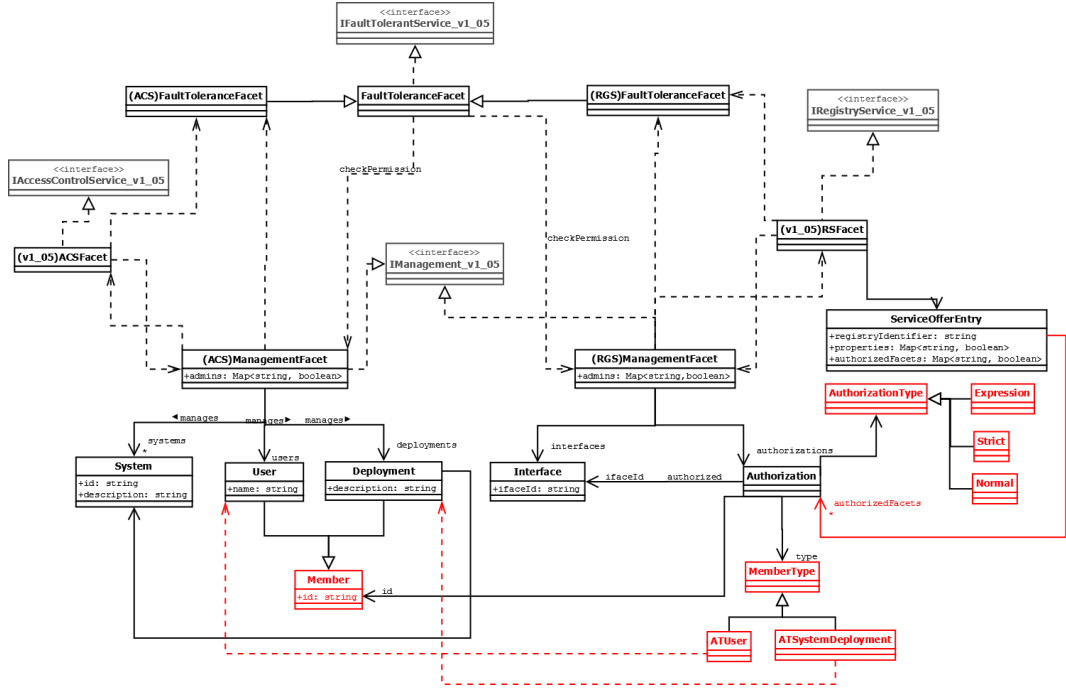 <<interface>>
IFaultTolerantService_v1_05
(ACS)FaultToleranceFacet
FaultToleranceFacet
(RGS)FaultToleranceFacet
<<interface>>
IRegistryService_v1_05
<<interface>>
IAccessControlService_v1_05
checkPermission
(v1_05)ACSFacet
<<interface>>
IManagement_v1_05
checkPermission
(v1_05)RSFacet
ServiceOfferEntry
+registryIdentifier: string
+properties: Map<string, boolean>
+authorizedFacets: Map<string, boolean>
(ACS)ManagementFacet
+admins: Map<string, boolean>
(RGS)ManagementFacet
+admins: Map<string,boolean>
AuthorizationType
Expression
Strict
Normal
◄manages
manages►
manages►
systems
*
users
deployments
interfaces
authorizations
System
+id: string
+description: string
User
+name: string
Deployment
+description: string
Interface
+ifaceId: string
ifaceId
authorized
Authorization
authorizedFacets
*
type
Member
+id: string
id
MemberType
ATUser
ATSystemDeployment